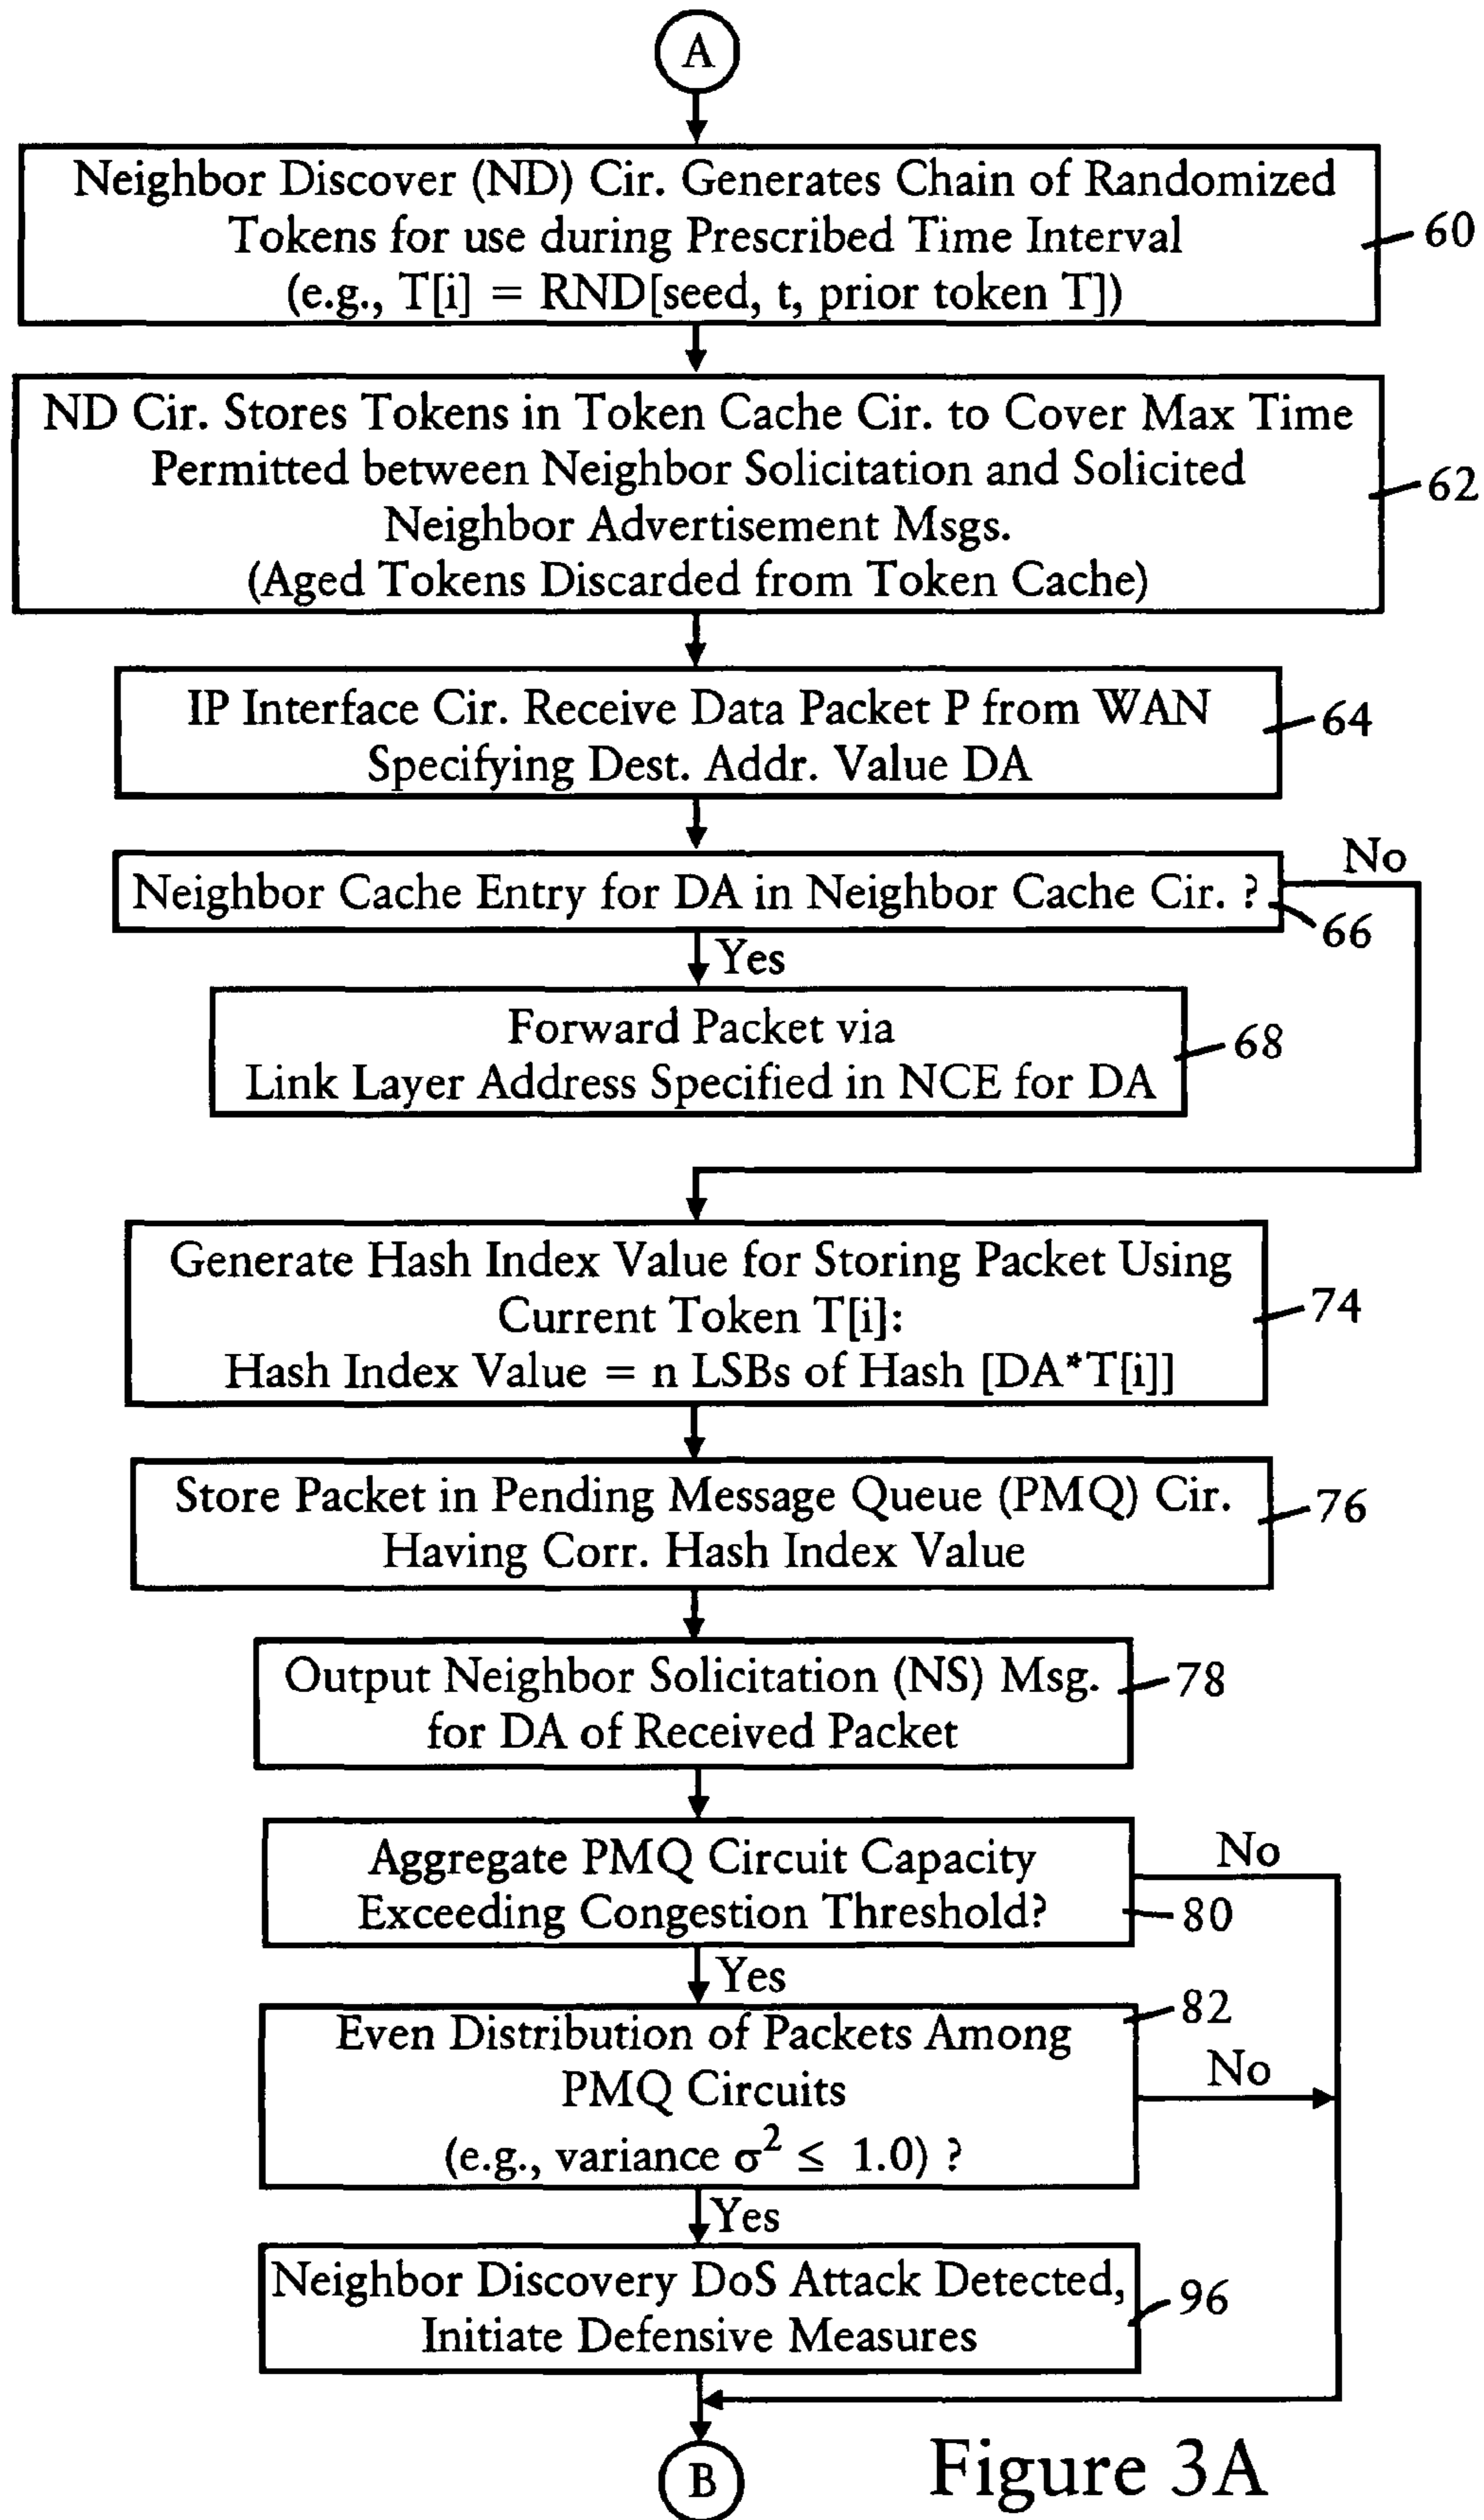 A
Neighbor Discover (ND) Cir. Generates Chain of Randomized
Tokens for use during Prescribed Time Interval
(e.g., T[i] = RND[seed, t, prior token T])
60
ND Cir. Stores Tokens in Token Cache Cir. to Cover Max Time
Permitted between Neighbor Solicitation and Solicited
Neighbor Advertisement Msgs.
(Aged Tokens Discarded from Token Cache)
62
IP Interface Cir. Receive Data Packet P from WAN
Specifying Dest. Addr. Value DA
64
Neighbor Cache Entry for DA in Neighbor Cache Cir. ?
No
66
Yes
Forward Packet via
Link Layer Address Specified in NCE for DA
68
Generate Hash Index Value for Storing Packet Using
Current Token T[i]:
Hash Index Value = n LSBs of Hash [DA*T[i]]
74
Store Packet in Pending Message Queue (PMQ) Cir.
Having Corr. Hash Index Value
76
Output Neighbor Solicitation (NS) Msg.
for DA of Received Packet
78
Aggregate PMQ Circuit Capacity
Exceeding Congestion Threshold?
No
80
Yes
Even Distribution of Packets Among
PMQ Circuits
(e.g., variance σ² ≤ 1.0) ?
82
No
Yes
Neighbor Discovery DoS Attack Detected,
Initiate Defensive Measures
96
B
Figure 3A